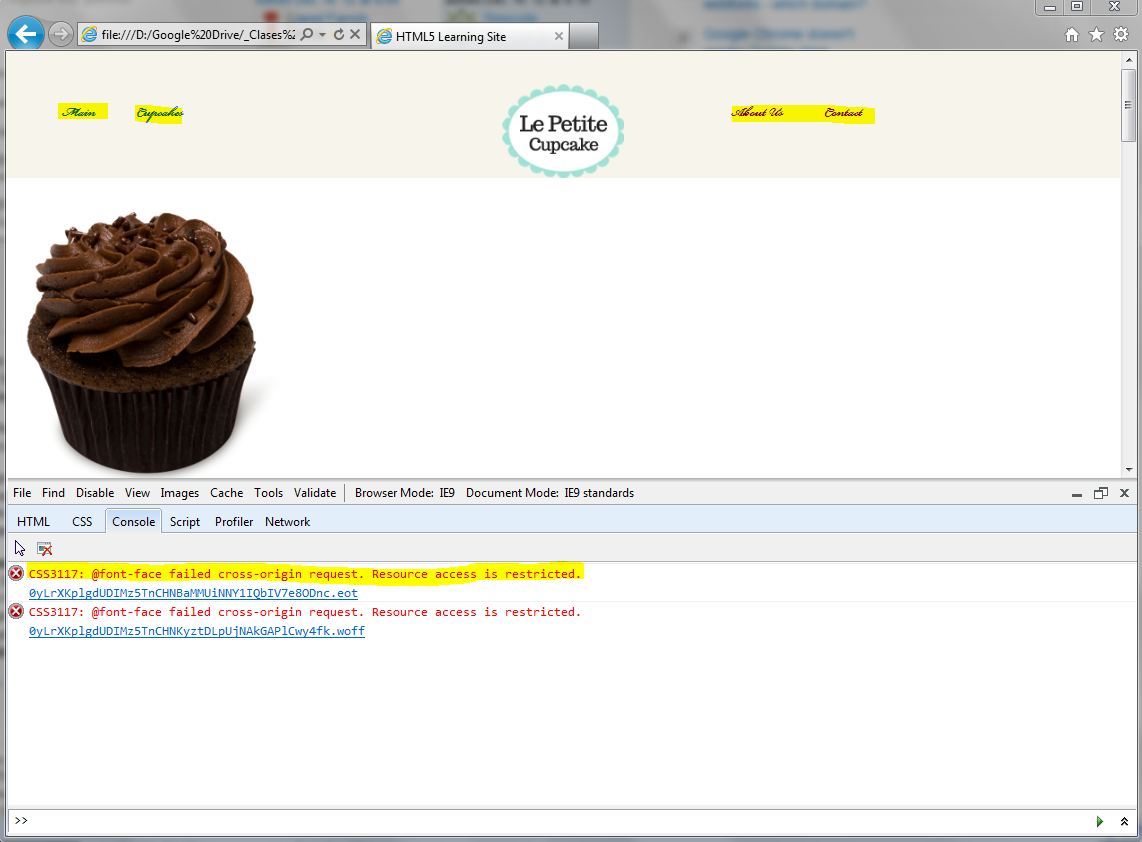 file:///D:/Google%20Drive/_Clases%2 HTML5 Learning Site
Main Cupcakes About Us Contact
Le Petite
Cupcake
File Find Disable View Images Cache Tools Validate Browser Mode: IE9 Document Mode: IE9 standards
HTML CSS Console Script Profiler Network
CSS3117: @font-face failed cross-origin request. Resource access is restricted.
0yLrXKplgdUDIMz5TnCHNBaMMUiNNY1IQbIV7e8ODnc.eot
CSS3117: @font-face failed cross-origin request. Resource access is restricted.
0yLrXKplgdUDIMz5TnCHNKyztDLpUjNAkGAPlCwy4fk.woff
>>